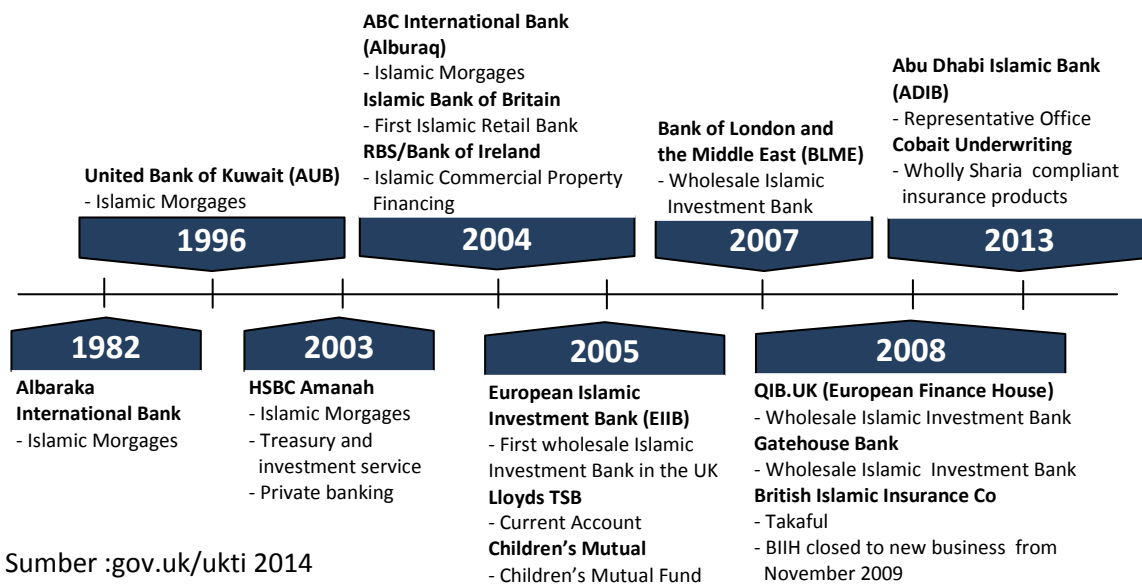 United Bank of Kuwait (AUB)
- Islamic Morgages
1996
ABC International Bank
(Alburaq)
- Islamic Morgages
Islamic Bank of Britain
- First Islamic Retail Bank
RBS/Bank of Ireland
- Islamic Commercial Property
Financing
2004
Bank of London and
the Middle East (BLME)
- Wholesale Islamic
Investment Bank
2007
Abu Dhabi Islamic Bank
(ADIB)
- Representative Office
Cobait Underwriting
- Wholly Sharia compliant
insurance products
2013
1982
Albaraka
International Bank
- Islamic Morgages
2003
HSBC Amanah
- Islamic Morgages
- Treasury and
investment service
- Private banking
2005
European Islamic
Investment Bank (EIIB)
- First wholesale Islamic
Investment Bank in the UK
Lloyds TSB
- Current Account
Children’s Mutual
- Children’s Mutual Fund
2008
QIB.UK (European Finance House)
- Wholesale Islamic Investment Bank
Gatehouse Bank
- Wholesale Islamic Investment Bank
British Islamic Insurance Co
- Takaful
- BIIH closed to new business from
November 2009
Sumber :gov.uk/ukti 2014